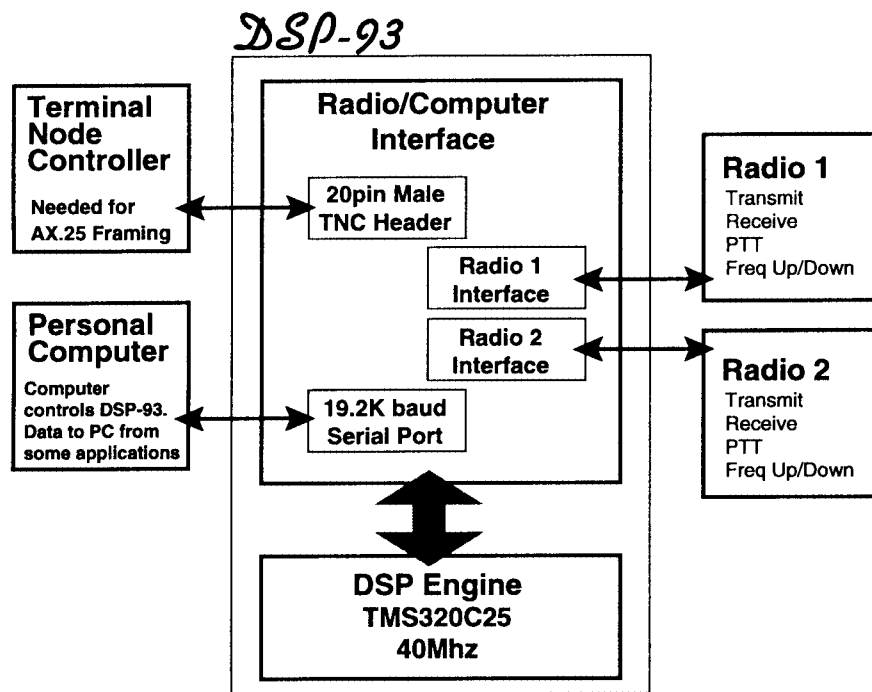 DSP-93
Terminal
Node
Controller
Needed for
AX.25 Framing
Personal
Computer
Computer
controls DSP-93.
Data to PC from
some applications
Radio/Computer
Interface
20pin Male
TNC Header
Radio 1
Interface
Radio 2
Interface
19.2K baud
Serial Port
DSP Engine
TMS320C25
40Mhz
Radio 1
Transmit
Receive
PTT
Freq Up/Down
Radio 2
Transmit
Receive
PTT
Freq Up/Down